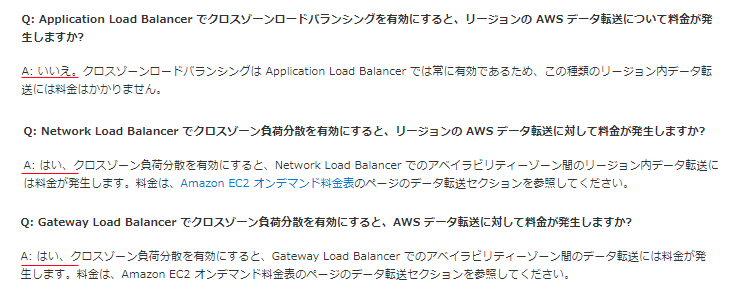 Q: Application Load Balancer でクロスゾーンロードバランシングを有効にすると、リージョンの AWS データ転送について料金が発
生しますか?
A: いいえ。クロスゾーンロードバランシングは Application Load Balancer では常に有効であるため、この種類のリージョン内データ転
送には料金はかかりません。
Q: Network Load Balancer でクロスゾーン負荷分散を有効にすると、リージョンの AWS データ転送に対して料金が発生しますか?
A: はい、クロスゾーン負荷分散を有効にすると、Network Load Balancer でのアベイラビリティーゾーン間のリージョン内データ転送に
は料金が発生します。料金は、Amazon EC2 オンデマンド料金表のページのデータ転送セクションを参照してください。
Q: Gateway Load Balancer でクロスゾーン負荷分散を有効にすると、AWS データ転送に対して料金が発生しますか?
A: はい、クロスゾーン負荷分散を有効にすると、Gateway Load Balancer でのアベイラビリティーゾーン間のデータ転送には料金が発
生します。料金は、Amazon EC2 オンデマンド料金表のページのデータ転送セクションを参照してください。